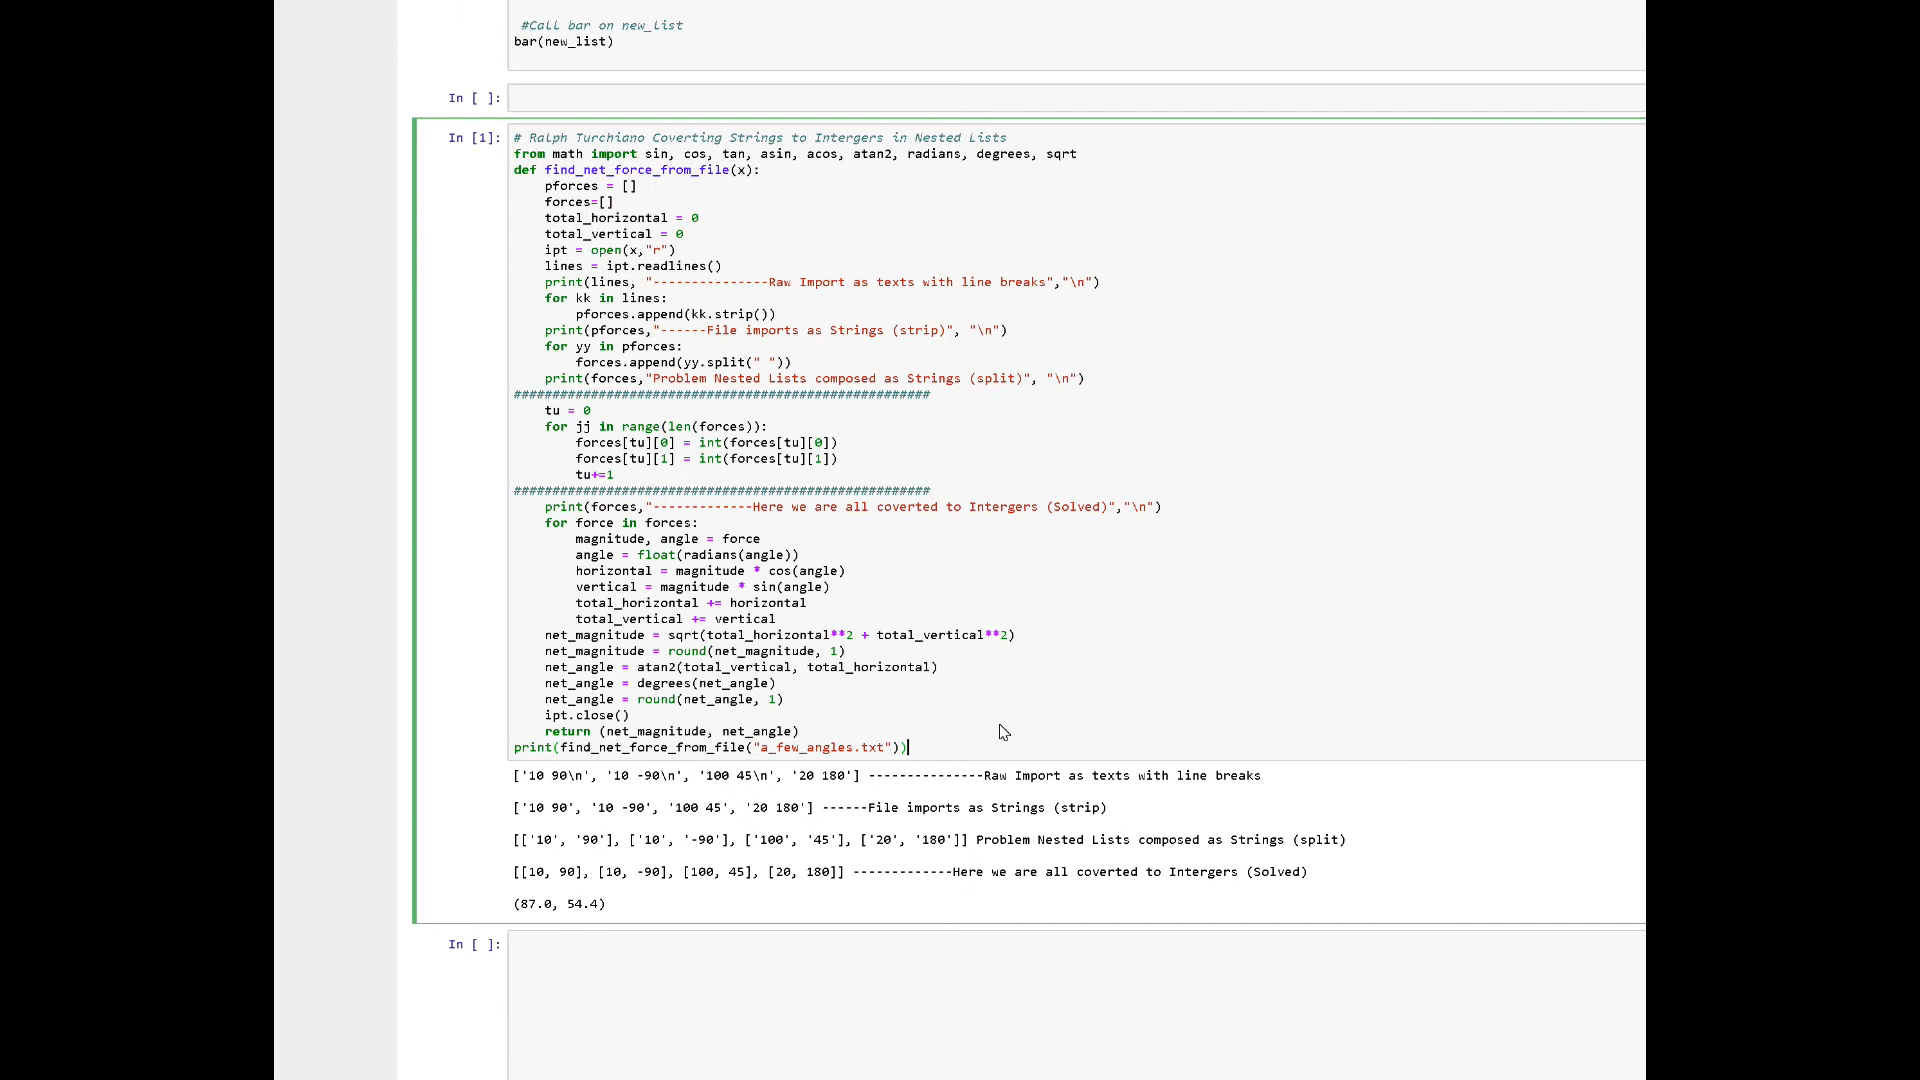 #Call bar on new_list
bar(new_list)
In [ ]:
In [1]:
# Ralph Turchiano Coverting Strings to Intergers in Nested Lists
from math import sin, cos, tan, asin, acos, atan2, radians, degrees, sqrt
def find_net_force_from_file(x):
    pforces = []
    forces=[]
    total_horizontal = 0
    total_vertical = 0
    ipt = open(x,"r")
    lines = ipt.readlines()
    print(lines, "---------------Raw Import as texts with line breaks","\n")
    for kk in lines:
        pforces.append(kk.strip())
    print(pforces,"------File imports as Strings (strip)", "\n")
    for yy in pforces:
        forces.append(yy.split(" "))
    print(forces,"Problem Nested Lists composed as Strings (split)", "\n")
######################################################
    tu = 0
    for jj in range(len(forces)):
        forces[tu][0] = int(forces[tu][0])
        forces[tu][1] = int(forces[tu][1])
        tu+=1
######################################################
    print(forces,"-------------Here we are all coverted to Intergers (Solved)","\n")
    for force in forces:
        magnitude, angle = force
        angle = float(radians(angle))
        horizontal = magnitude * cos(angle)
        vertical = magnitude * sin(angle)
        total_horizontal += horizontal
        total_vertical += vertical
    net_magnitude = sqrt(total_horizontal**2 + total_vertical**2)
    net_magnitude = round(net_magnitude, 1)
    net_angle = atan2(total_vertical, total_horizontal)
    net_angle = degrees(net_angle)
    net_angle = round(net_angle, 1)
    ipt.close()
    return (net_magnitude, net_angle)
print(find_net_force_from_file("a_few_angles.txt"))
['10 90\n', '10 -90\n', '100 45\n', '20 180'] ---------------Raw Import as texts with line breaks
['10 90', '10 -90', '100 45', '20 180'] ------File imports as Strings (strip)
[['10', '90'], ['10', '-90'], ['100', '45'], ['20', '180']] Problem Nested Lists composed as Strings (split)
[[10, 90], [10, -90], [100, 45], [20, 180]] -------------Here we are all coverted to Intergers (Solved)
(87.0, 54.4)
In [ ]: